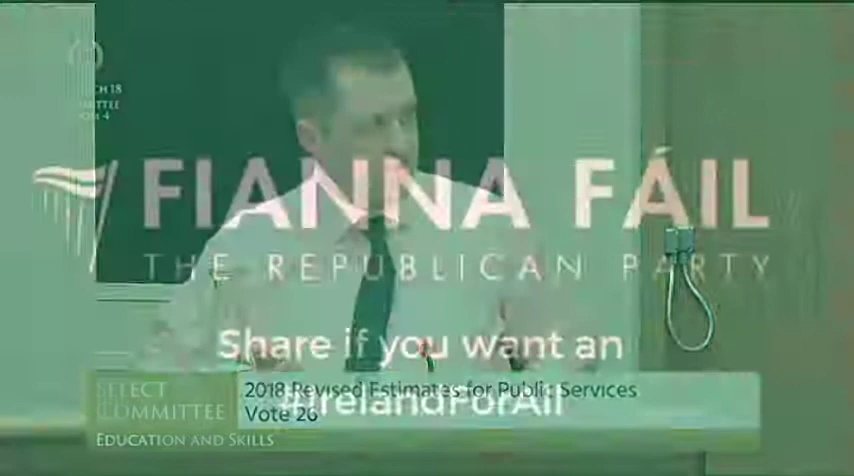 FIANNA FÁIL
THE REPUBLICAN PARTY
Share if you want an
#IrelandForAll
SELECT
COMMITTEE
2018 Revised Estimates for Public Services
Vote 26
EDUCATION AND SKILLS